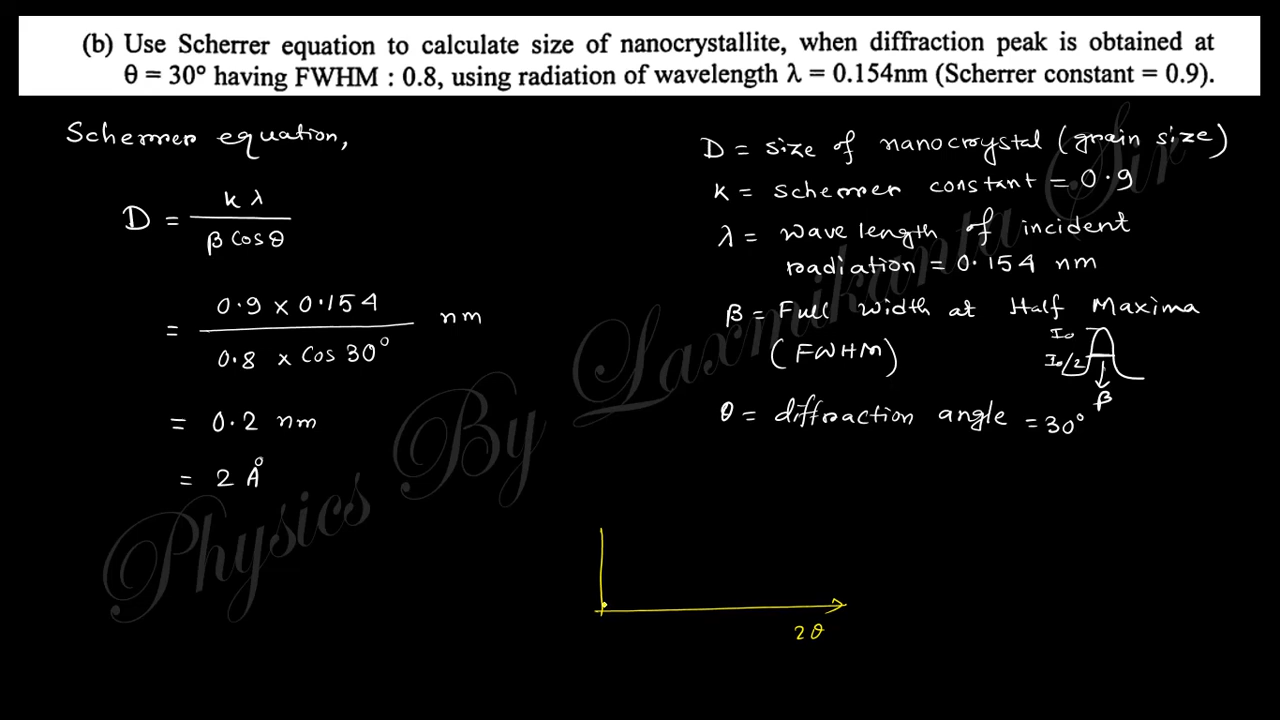 (b) Use Scherrer equation to calculate size of nanocrystallite, when diffraction peak is obtained at
θ = 30° having FWHM : 0.8, using radiation of wavelength λ = 0.154nm (Scherrer constant = 0.9).
Scherrer equation,
D = kλ / β cosθ
= 0.9 x 0.154 / 0.8 x cos 30° nm
= 0.2 nm
= 2 Å
D = size of nanocrystal (grain size)
K = scherrer constant = 0.9
λ = wave length of incident
radiation = 0.154 nm
β = Full width at Half Maxima
(FWHM)
I₀
I₀/2
β
θ = diffraction angle = 30°
2θ
Physics By Laxmikanta Sir